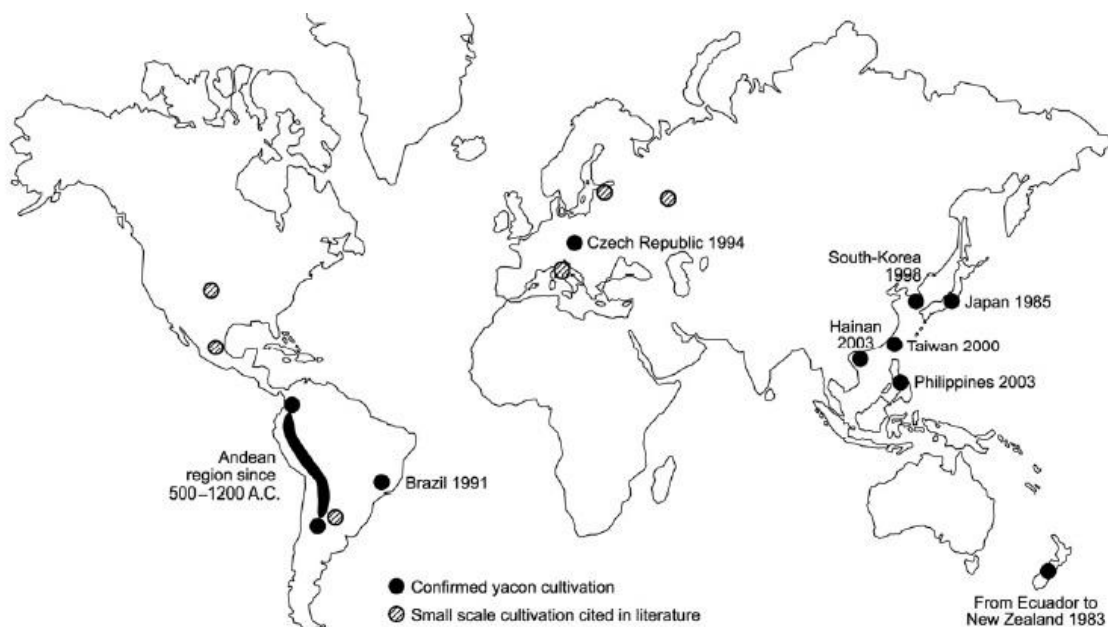 Czech Republic 1994
South-Korea
1998
Japan 1985
Hainan
2003
Taiwan 2000
Philippines 2003
Andean
region since
500–1200 A.C.
Brazil 1991
Confirmed yacon cultivation
Small scale cultivation cited in literature
From Ecuador to
New Zealand 1983